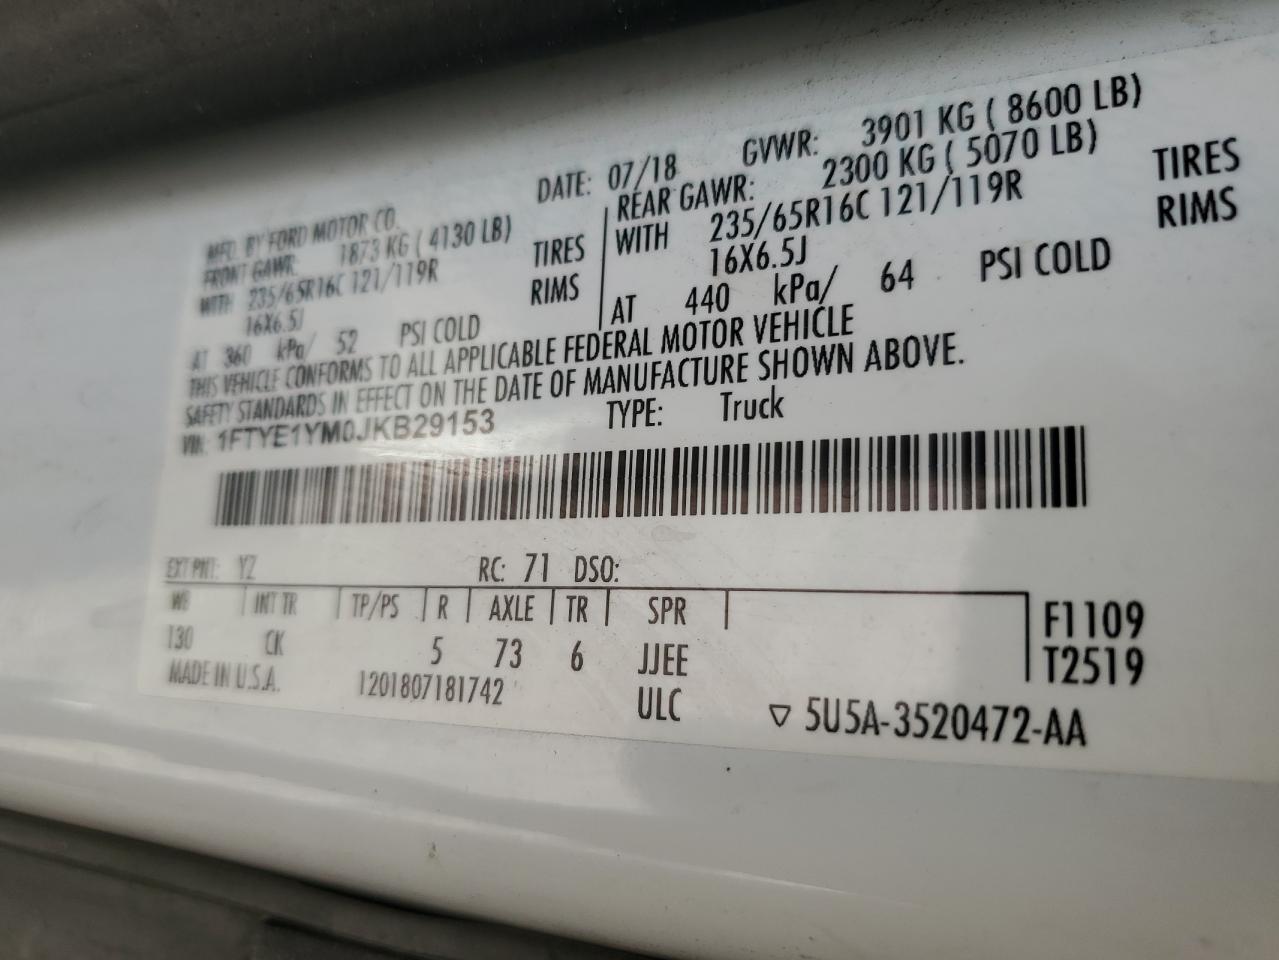 MFD. BY FORD MOTOR CO.
DATE: 07/18 GVWR: 3901 KG ( 8600 LB)
FRONT GAWR: 1873 KG ( 4130 LB)
REAR GAWR: 2300 KG ( 5070 LB)
WITH 235/65R16C 121/119R TIRES
WITH 235/65R16C 121/119R TIRES
16X6.5J RIMS
16X6.5J RIMS
AT 360 kPa/ 52 PSI COLD
AT 440 kPa/ 64 PSI COLD
THIS VEHICLE CONFORMS TO ALL APPLICABLE FEDERAL MOTOR VEHICLE
SAFETY STANDARDS IN EFFECT ON THE DATE OF MANUFACTURE SHOWN ABOVE.
VIN: 1FTYE1YM0JKB29153 TYPE: Truck
EXT PNT: YZ RC: 71 DSO:
WB INT TR TP/PS R AXLE TR SPR F1109
130 CK 5 73 6 JJEE T2519
MADE IN U.S.A. 1201807181742 ULC ▽ 5U5A-3520472-AA